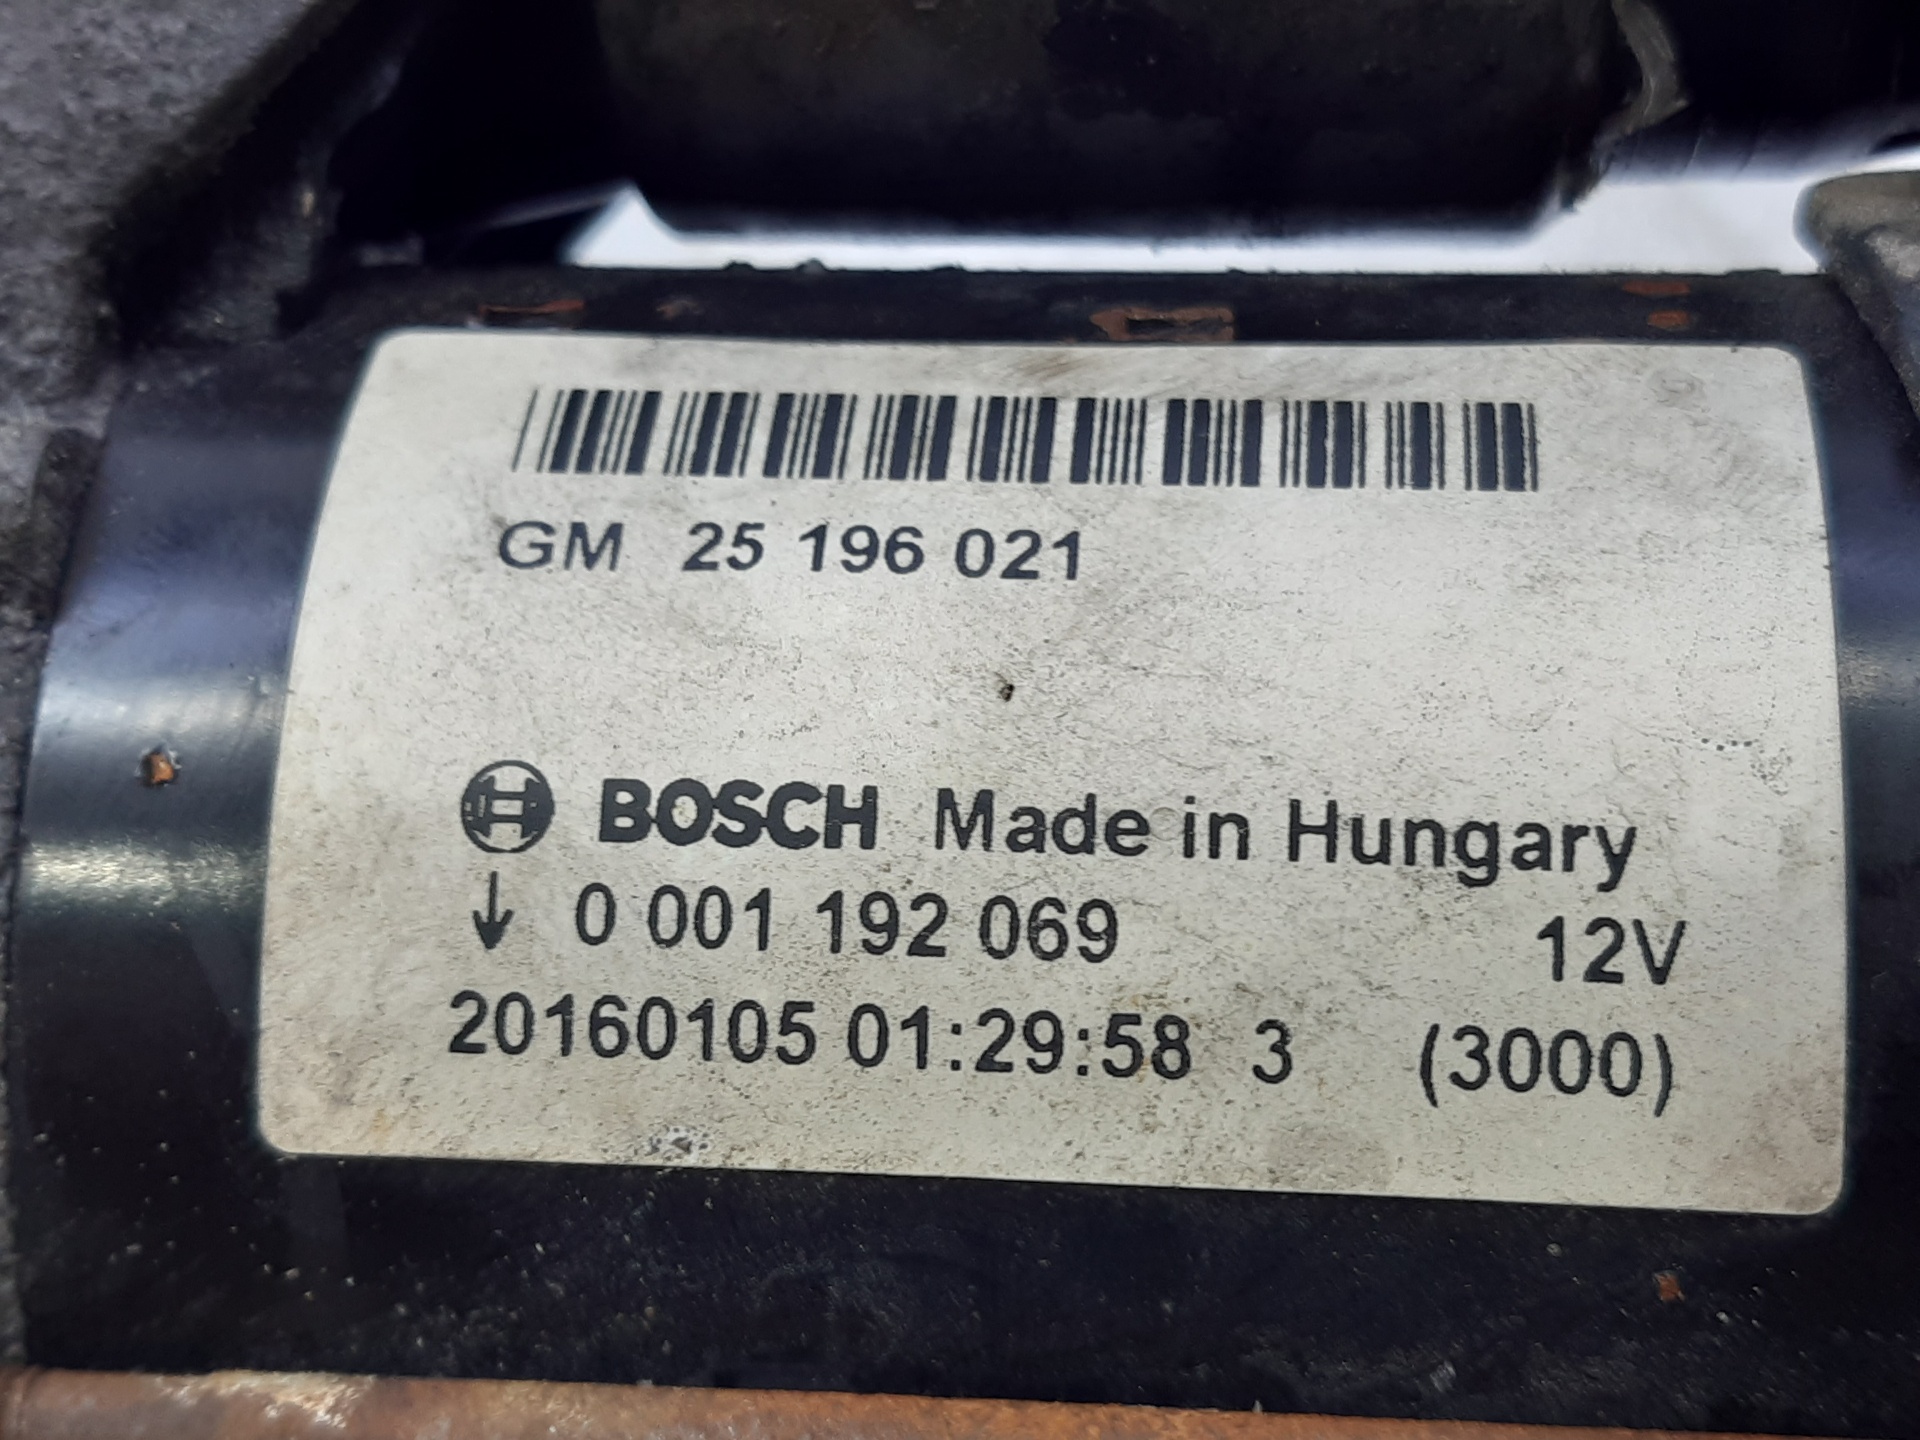 GM 25 196 021
BOSCH Made in Hungary
↓ 0 001 192 069 12V
20160105 01:29:58 3 (3000)